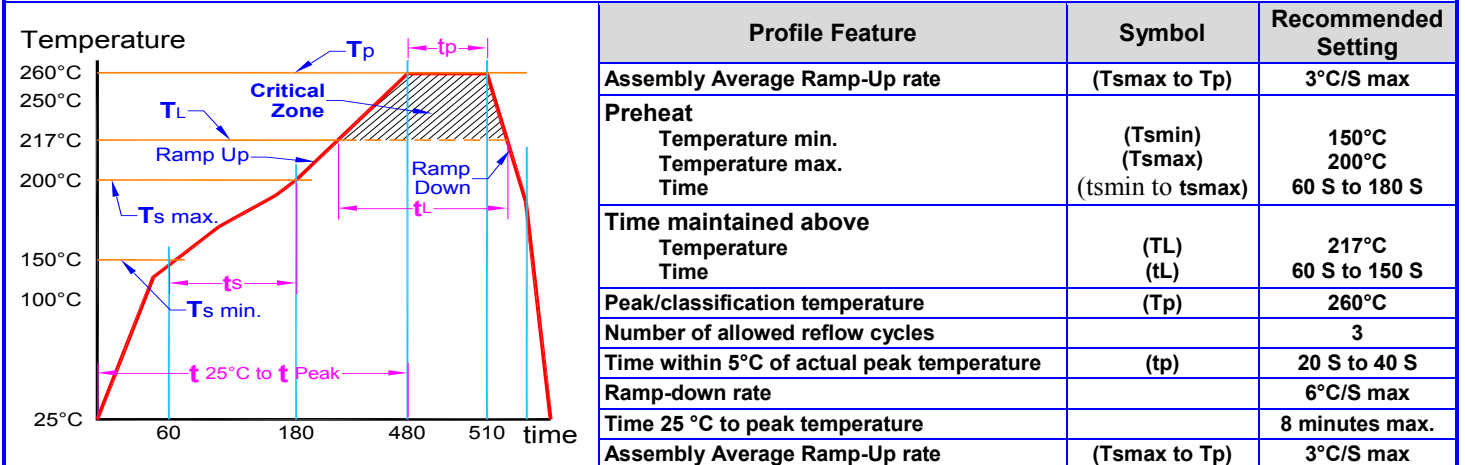 Temperature
260°C
250°C
217°C
200°C
150°C
100°C
25°C
Tp
tp
Critical
Zone
TL
Ramp Up
Ramp
Down
tL
Ts max.
ts
Ts min.
t 25°C to t Peak
60 180 480 510 time
Profile Feature Symbol Recommended
Setting
Assembly Average Ramp-Up rate (Tsmax to Tp) 3°C/S max
Preheat
Temperature min. (Tsmin) 150°C
Temperature max. (Tsmax) 200°C
Time (tsmin to tsmax) 60 S to 180 S
Time maintained above
Temperature (TL) 217°C
Time (tL) 60 S to 150 S
Peak/classification temperature (Tp) 260°C
Number of allowed reflow cycles 3
Time within 5°C of actual peak temperature (tp) 20 S to 40 S
Ramp-down rate 6°C/S max
Time 25 °C to peak temperature 8 minutes max.
Assembly Average Ramp-Up rate (Tsmax to Tp) 3°C/S max